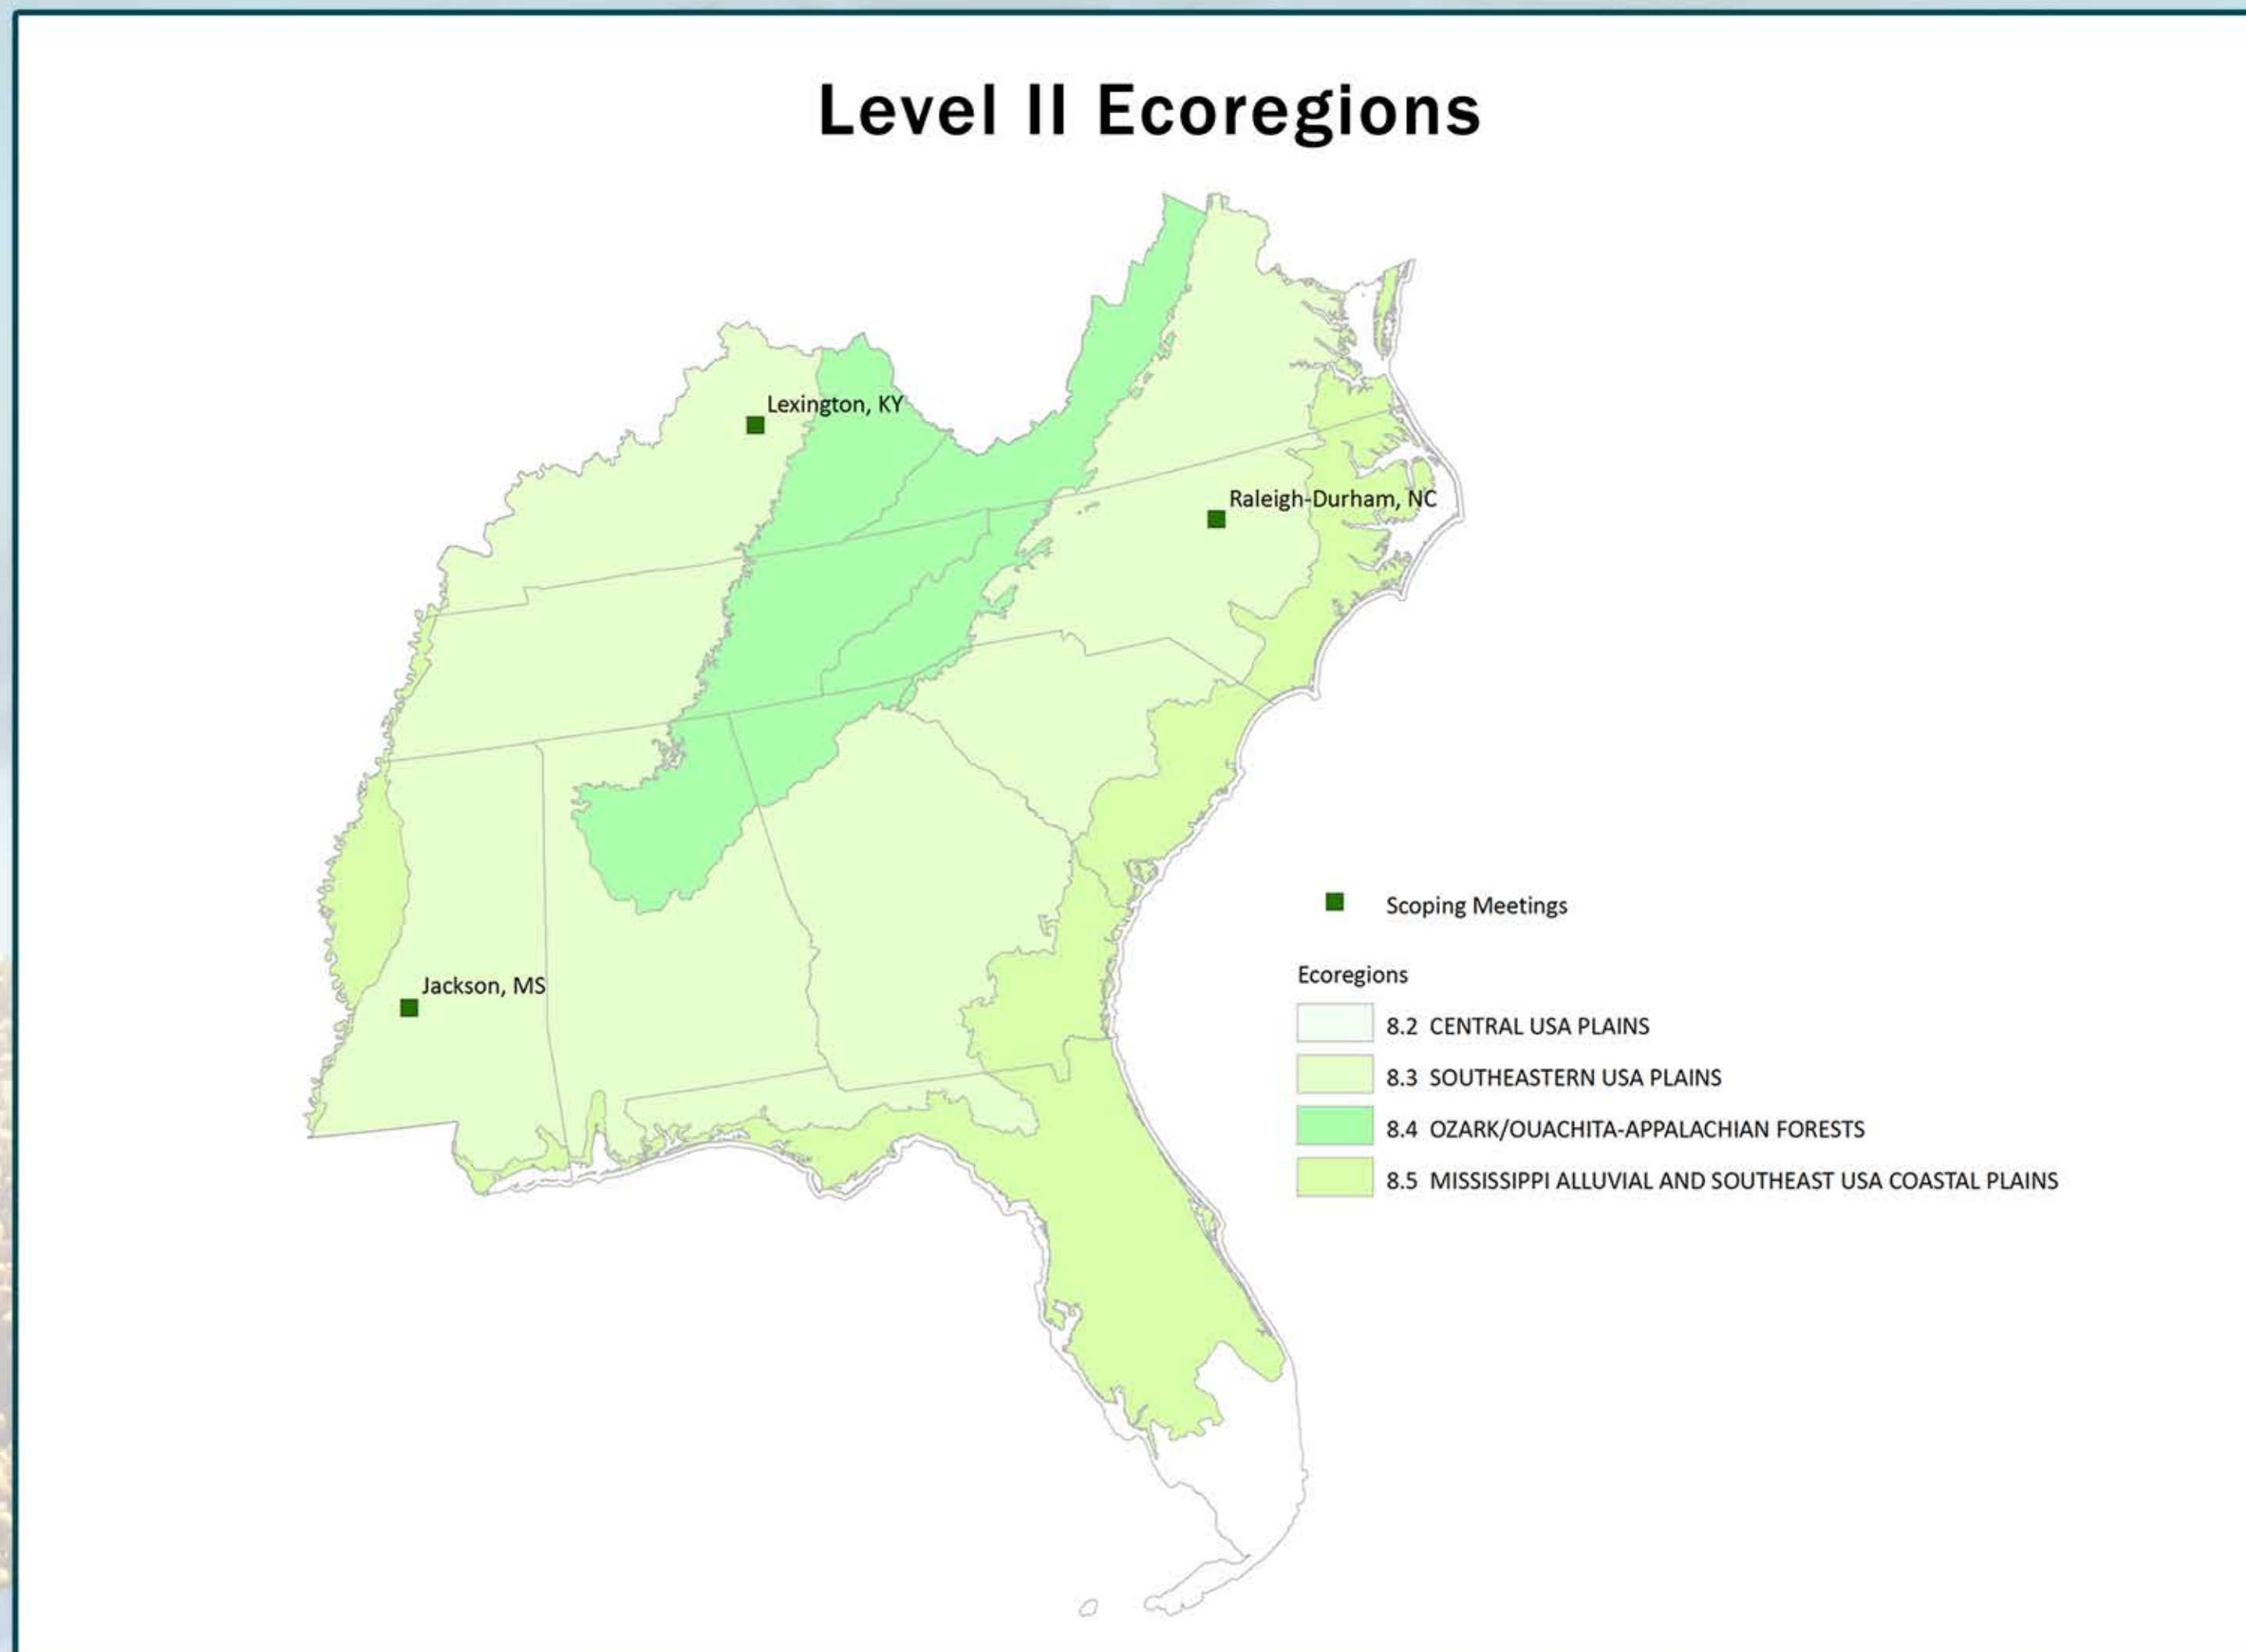 Level II Ecoregions
Lexington, KY
Raleigh-Durham, NC
Jackson, MS
Scoping Meetings
Ecoregions
8.2 CENTRAL USA PLAINS
8.3 SOUTHEASTERN USA PLAINS
8.4 OZARK/OUACHITA-APPALACHIAN FORESTS
8.5 MISSISSIPPI ALLUVIAL AND SOUTHEAST USA COASTAL PLAINS